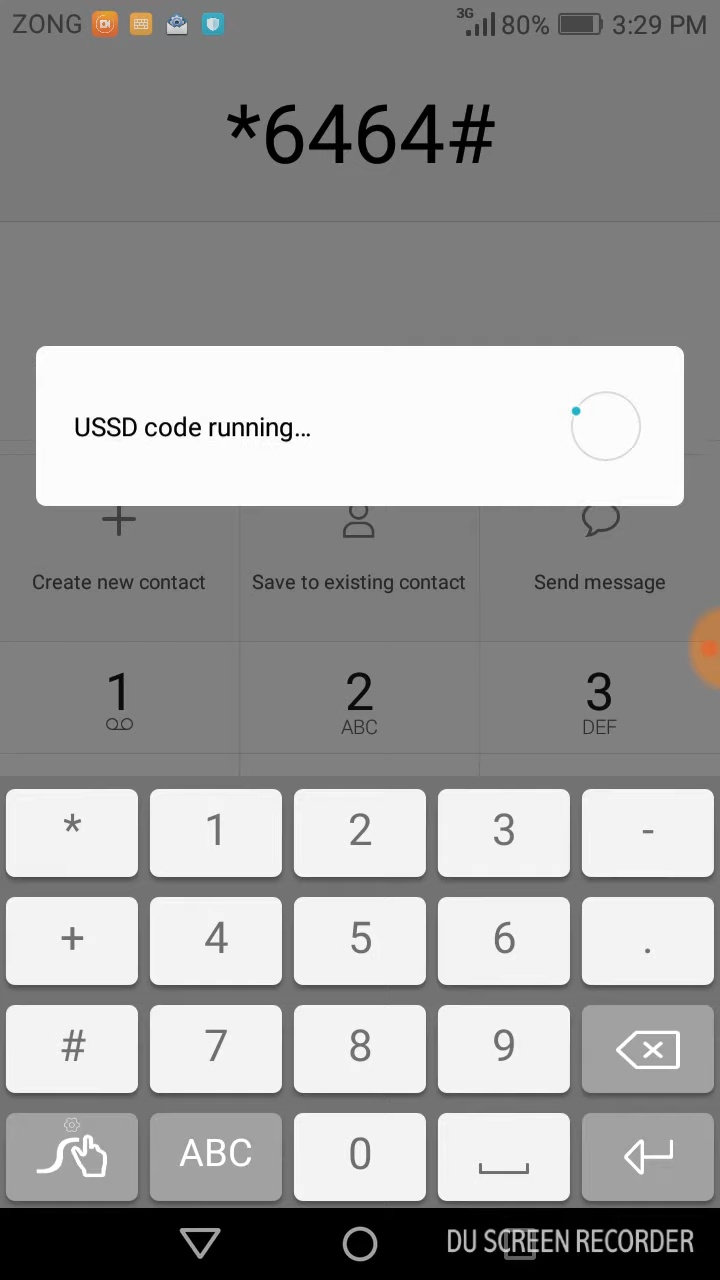 ZONG 3G 80% 3:29 PM
*6464#
USSD code running...
Create new contact Save to existing contact Send message
1 2 3
ABC DEF
* 1 2 3 -
+ 4 5 6 .
# 7 8 9
ABC 0
DU SCREEN RECORDER